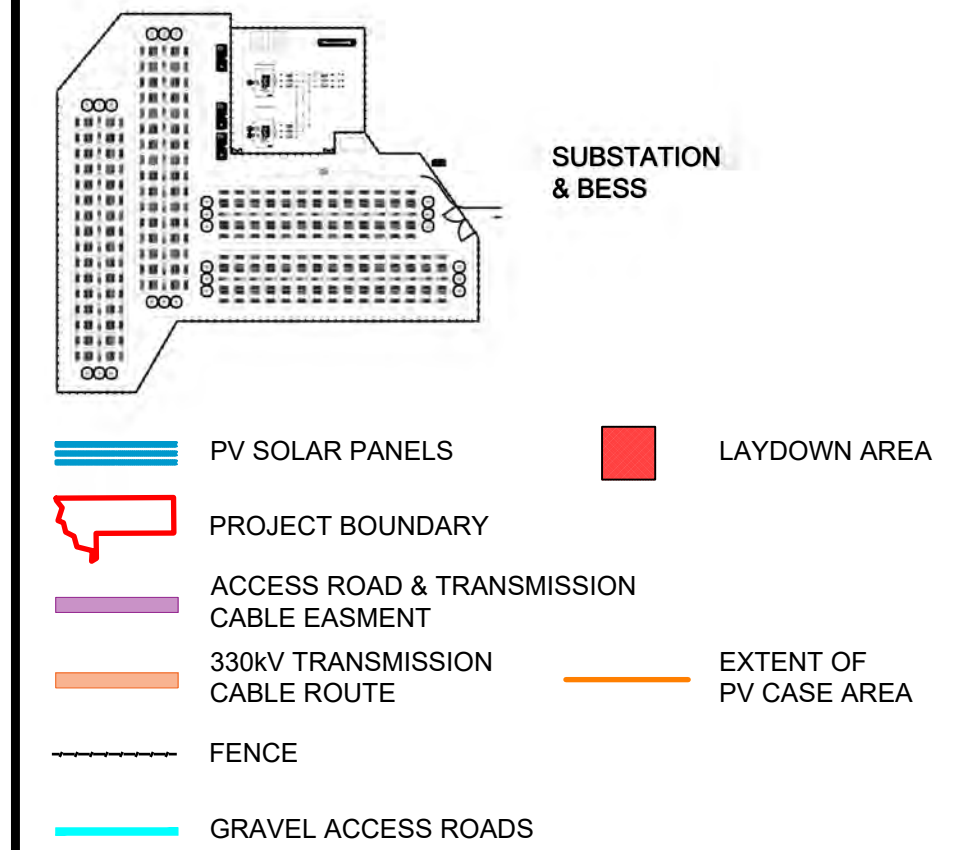 SUBSTATION
& BESS
PV SOLAR PANELS
LAYDOWN AREA
PROJECT BOUNDARY
ACCESS ROAD & TRANSMISSION
CABLE EASMENT
330kV TRANSMISSION
CABLE ROUTE
EXTENT OF
PV CASE AREA
FENCE
GRAVEL ACCESS ROADS